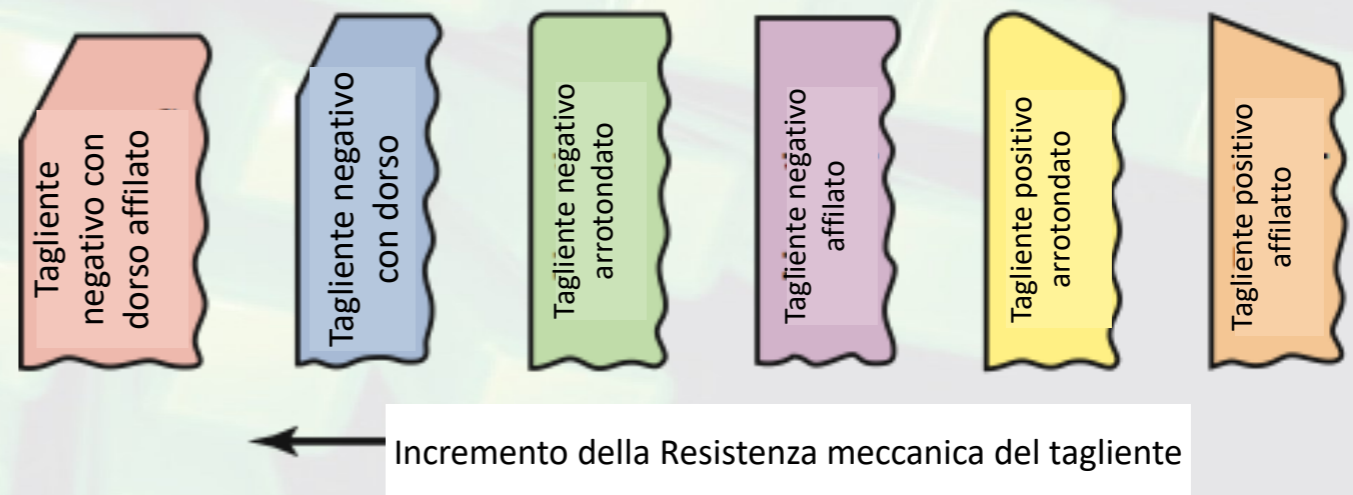 Tagliente
negativo con
dorso affilato
Tagliente negativo
con dorso
Tagliente negativo
arrotondato
Tagliente negativo
affilato
Tagliente positivo
arrotondato
Tagliente positivo
affilatto
Incremento della Resistenza meccanica del tagliente